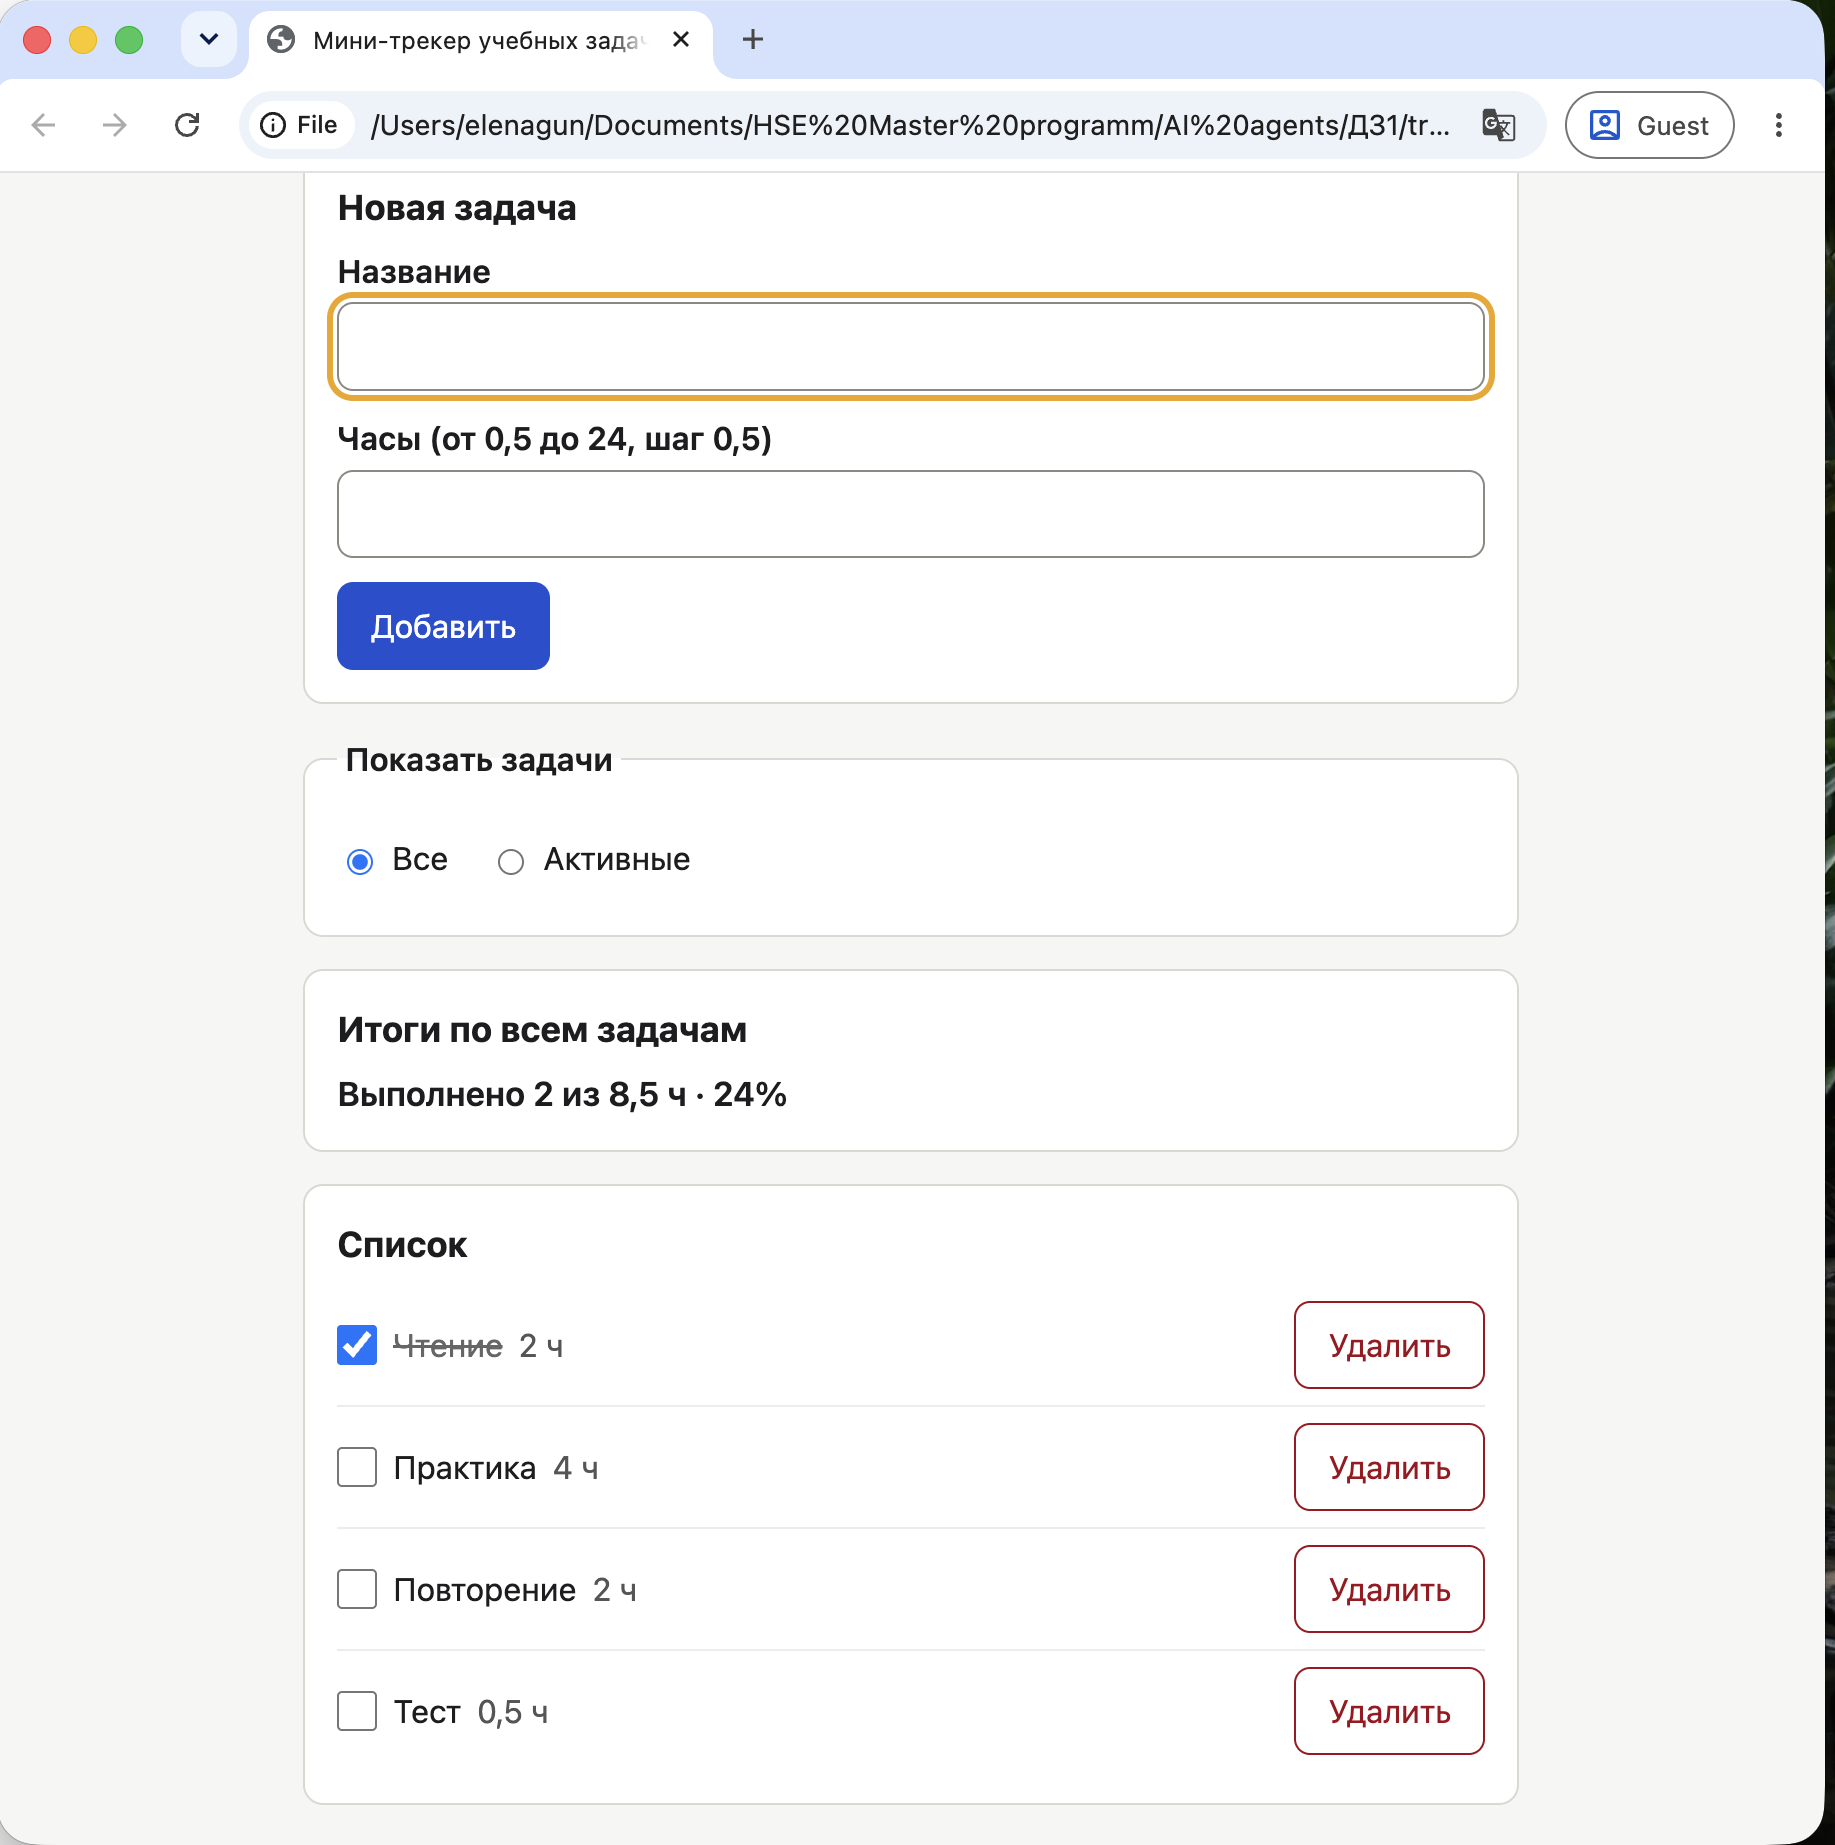 Мини-трекер учебных зада
File
/Users/elenagun/Documents/HSE%20Master%20programm/AI%20agents/ДЗ1/tr...
Guest
Новая задача
Название
Часы (от 0,5 до 24, шаг 0,5)
Добавить
Показать задачи
Все
Активные
Итоги по всем задачам
Выполнено 2 из 8,5 ч · 24%
Список
Чтение 2 ч
Удалить
Практика 4 ч
Удалить
Повторение 2 ч
Удалить
Тест 0,5 ч
Удалить